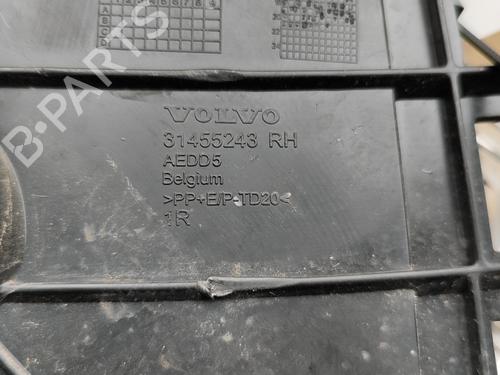 VOLVO
31455243 RH
AEDD5
Belgium
>PP+E/P-TD20<
1R
B-PARTS